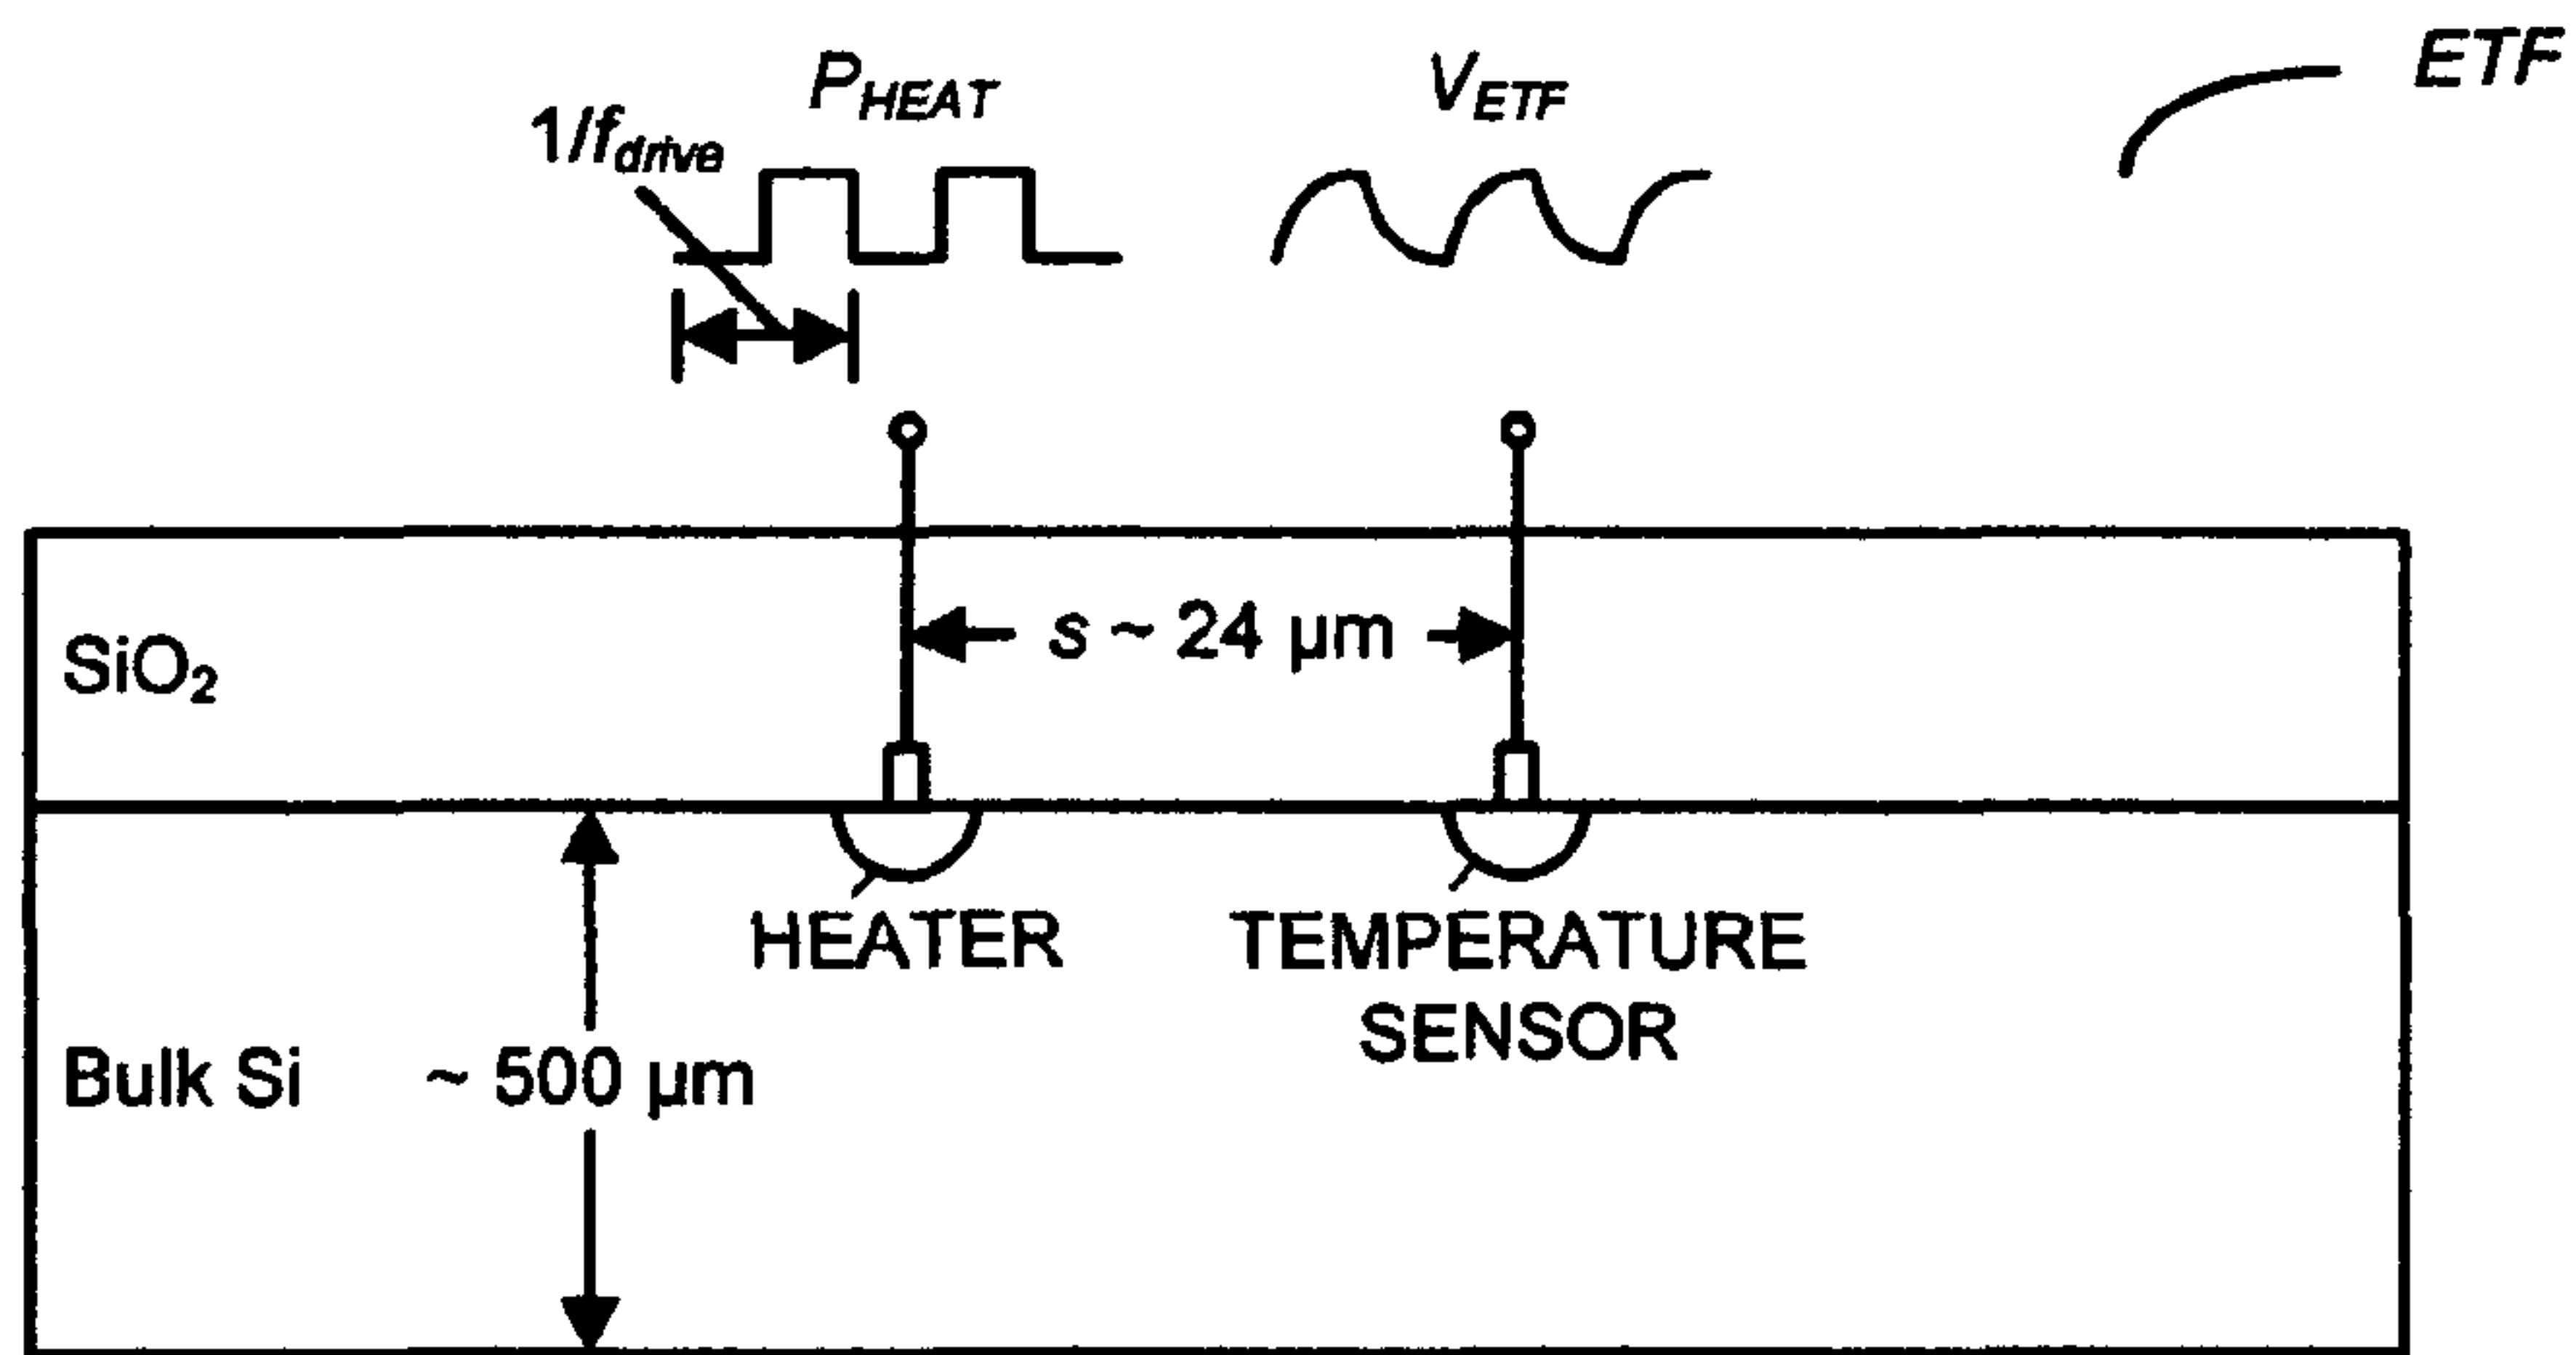 ETF
P_HEAT
V_ETF
1/f_drive
s ~ 24 µm
SiO₂
HEATER
TEMPERATURE
SENSOR
Bulk Si
~ 500 µm